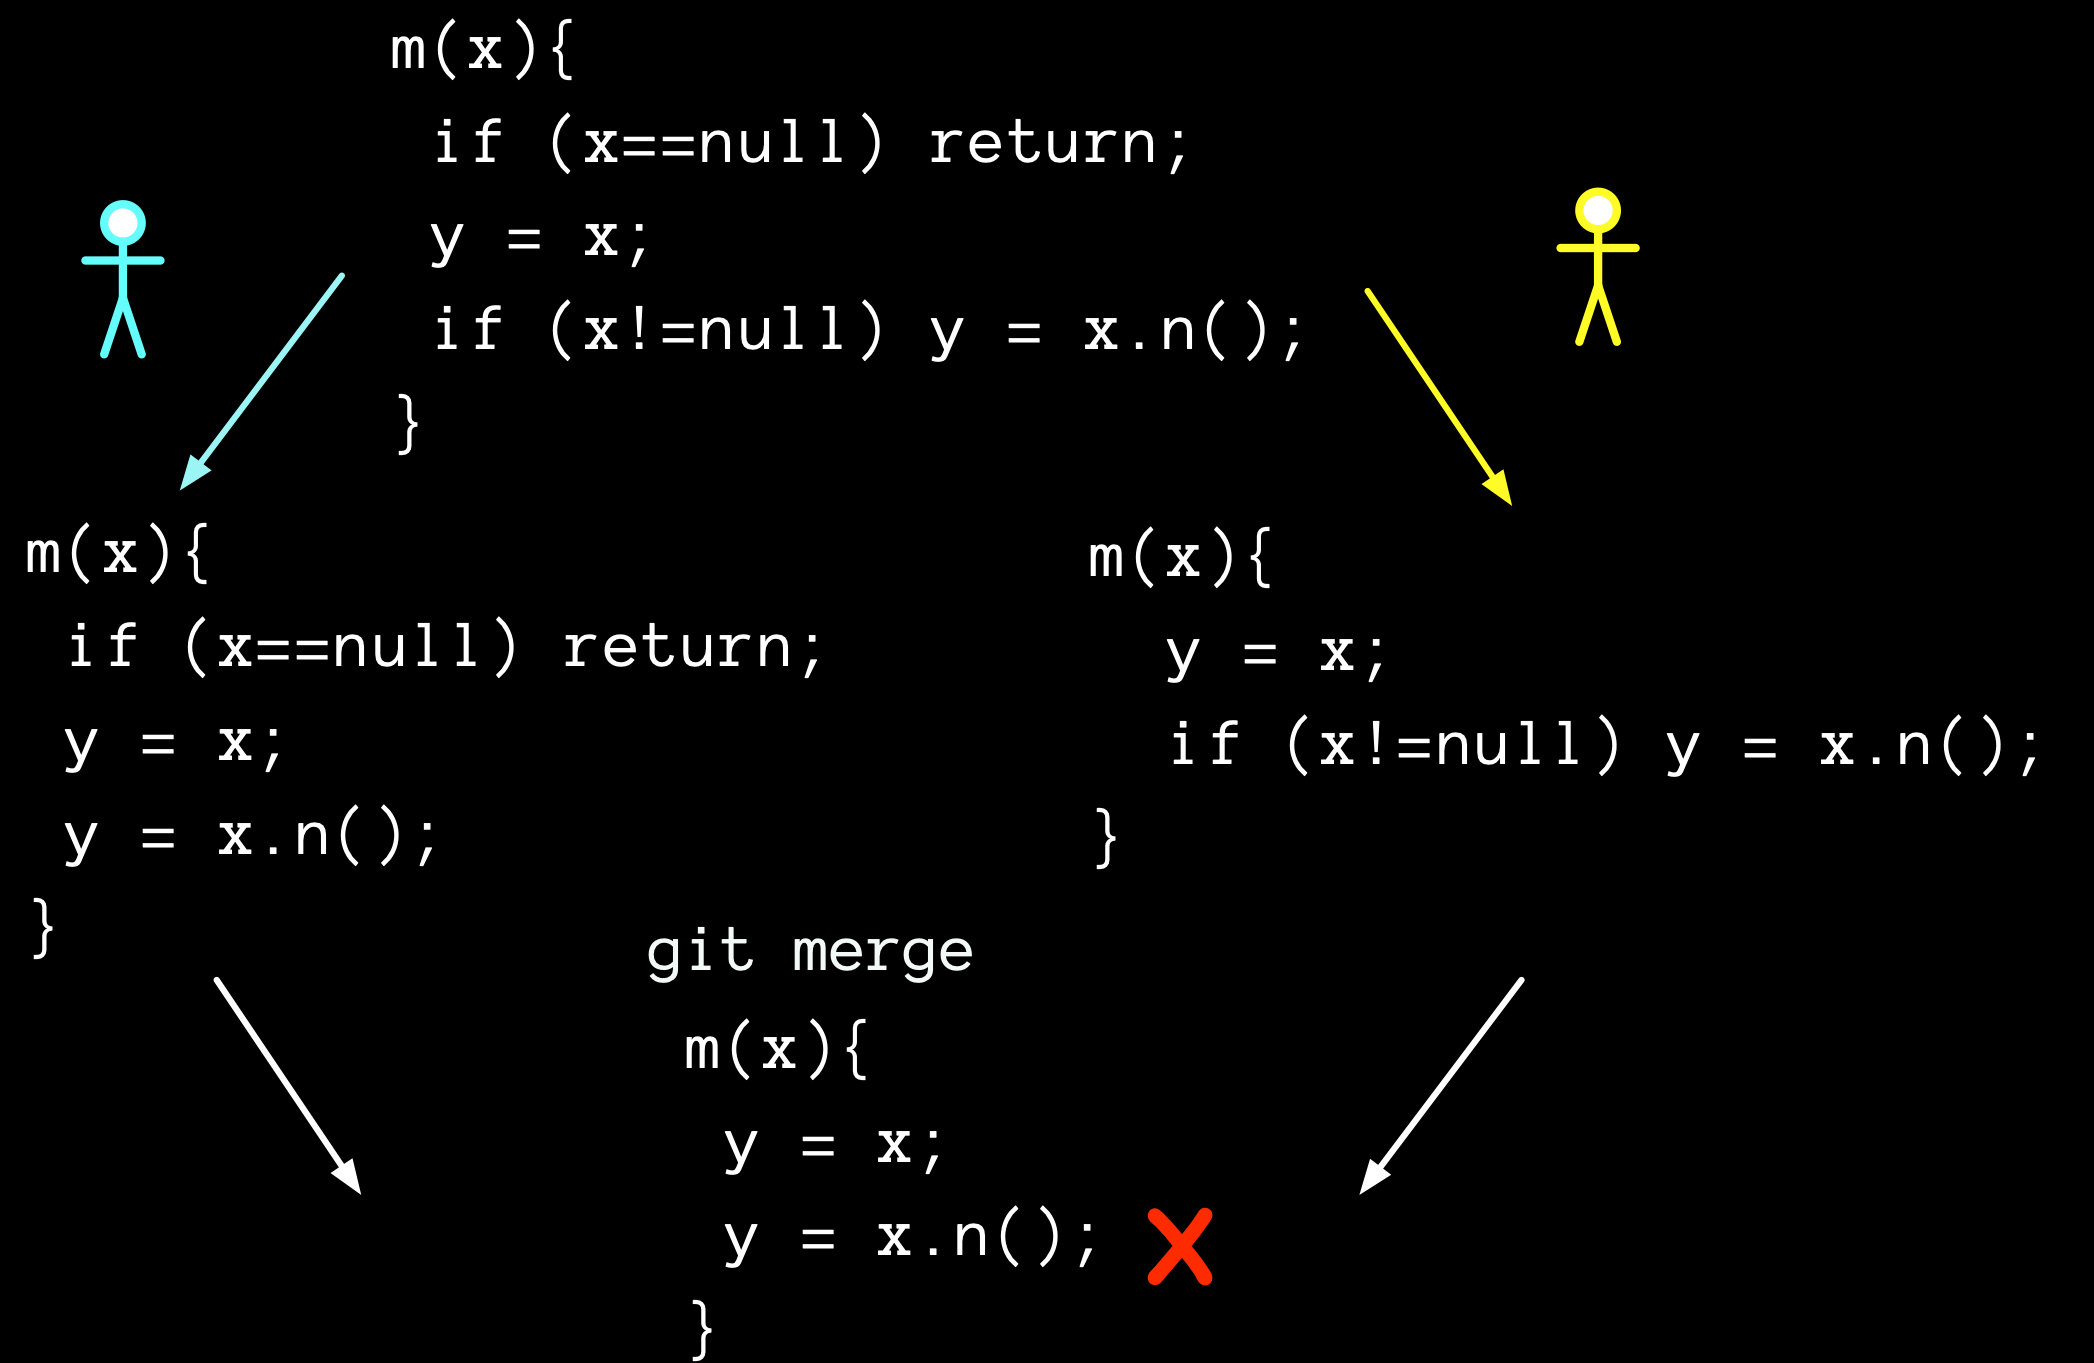 m(x){
if (x==null) return;
y = x;
if (x!=null) y = x.n();
}
m(x){
if (x==null) return;
y = x;
y = x.n();
}
m(x){
y = x;
if (x!=null) y = x.n();
}
git merge
m(x){
y = x;
y = x.n();
}